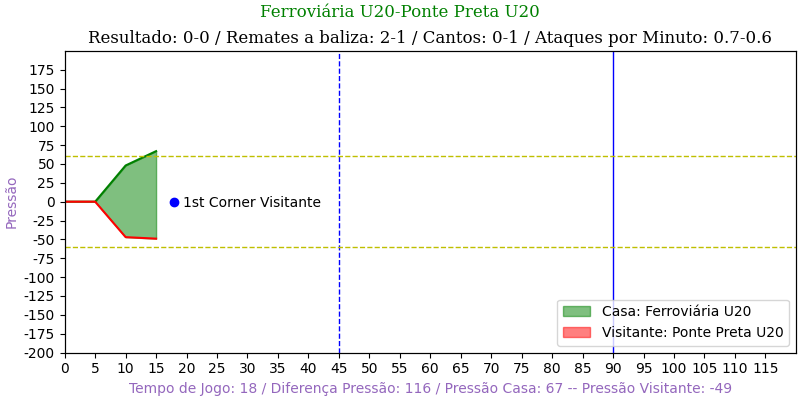 Ferroviária U20-Ponte Preta U20
Resultado: 0-0 / Remates a baliza: 2-1 / Cantos: 0-1 / Ataques por Minuto: 0.7-0.6
Pressão
175
150
125
100
75
50
25
0
-25
-50
-75
-100
-125
-150
-175
-200
1st Corner Visitante
Casa: Ferroviária U20
Visitante: Ponte Preta U20
0 5 10 15 20 25 30 35 40 45 50 55 60 65 70 75 80 85 90 95 100 105 110 115
Tempo de Jogo: 18 / Diferença Pressão: 116 / Pressão Casa: 67 -- Pressão Visitante: -49